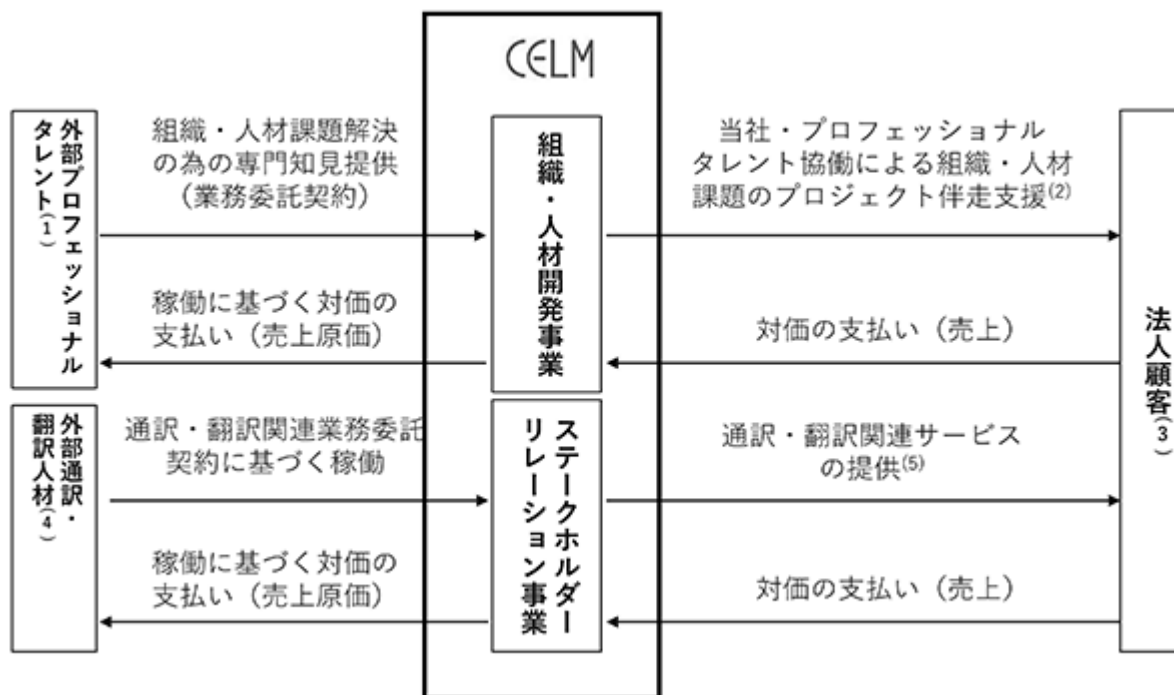 CELM
外部プロフェッショナル
タレント(1)
組織・人材課題解決
の為の専門知見提供
(業務委託契約)
稼働に基づく対価の
支払い(売上原価)
組織・人材開発事業
当社・プロフェッショナル
タレント協働による組織・人材
課題のプロジェクト伴走支援(2)
対価の支払い(売上)
法人顧客(3)
外部通訳・
翻訳人材(4)
通訳・翻訳関連業務委託
契約に基づく稼働
稼働に基づく対価の
支払い(売上原価)
ステークホルダー
リレーション事業
通訳・翻訳関連サービス
の提供(5)
対価の支払い(売上)